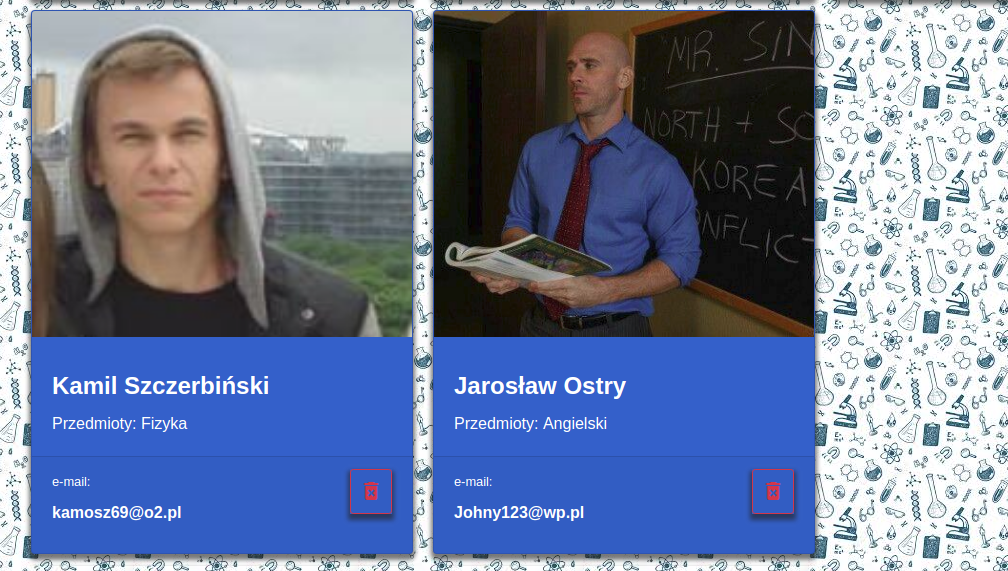 MR. SIN
NORTH + SO
KOREA
NFLIC
Kamil Szczerbiński
Przedmioty: Fizyka
e-mail:
kamosz69@o2.pl
Jarosław Ostry
Przedmioty: Angielski
e-mail:
Johny123@wp.pl